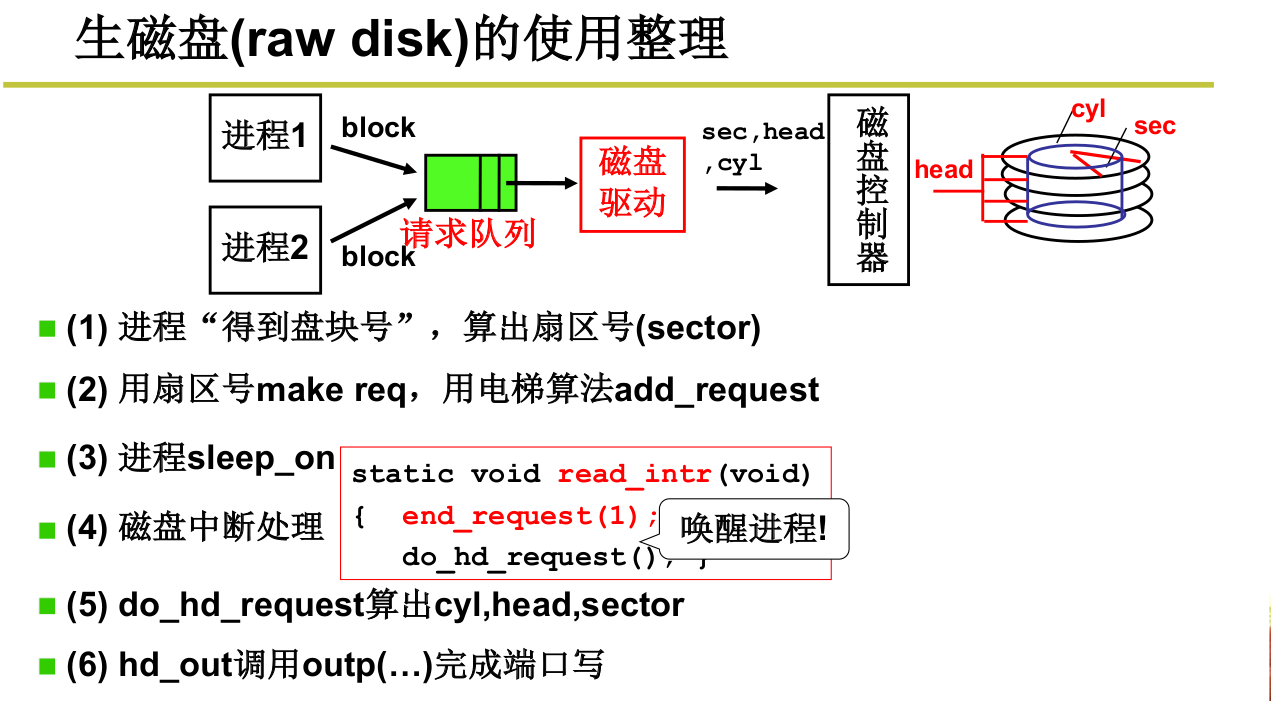 生磁盘(raw disk)的使用整理
进程1
block
进程2
block
请求队列
磁盘
驱动
sec,head
,cyl
磁盘控制器
head
cyl
sec
(1) 进程“得到盘块号”，算出扇区号(sector)
(2) 用扇区号make req，用电梯算法add_request
(3) 进程sleep_on
(4) 磁盘中断处理
static void read_intr(void)
{ end_request(1);
do_hd_request(); }
唤醒进程!
(5) do_hd_request算出cyl,head,sector
(6) hd_out调用outp(…)完成端口写